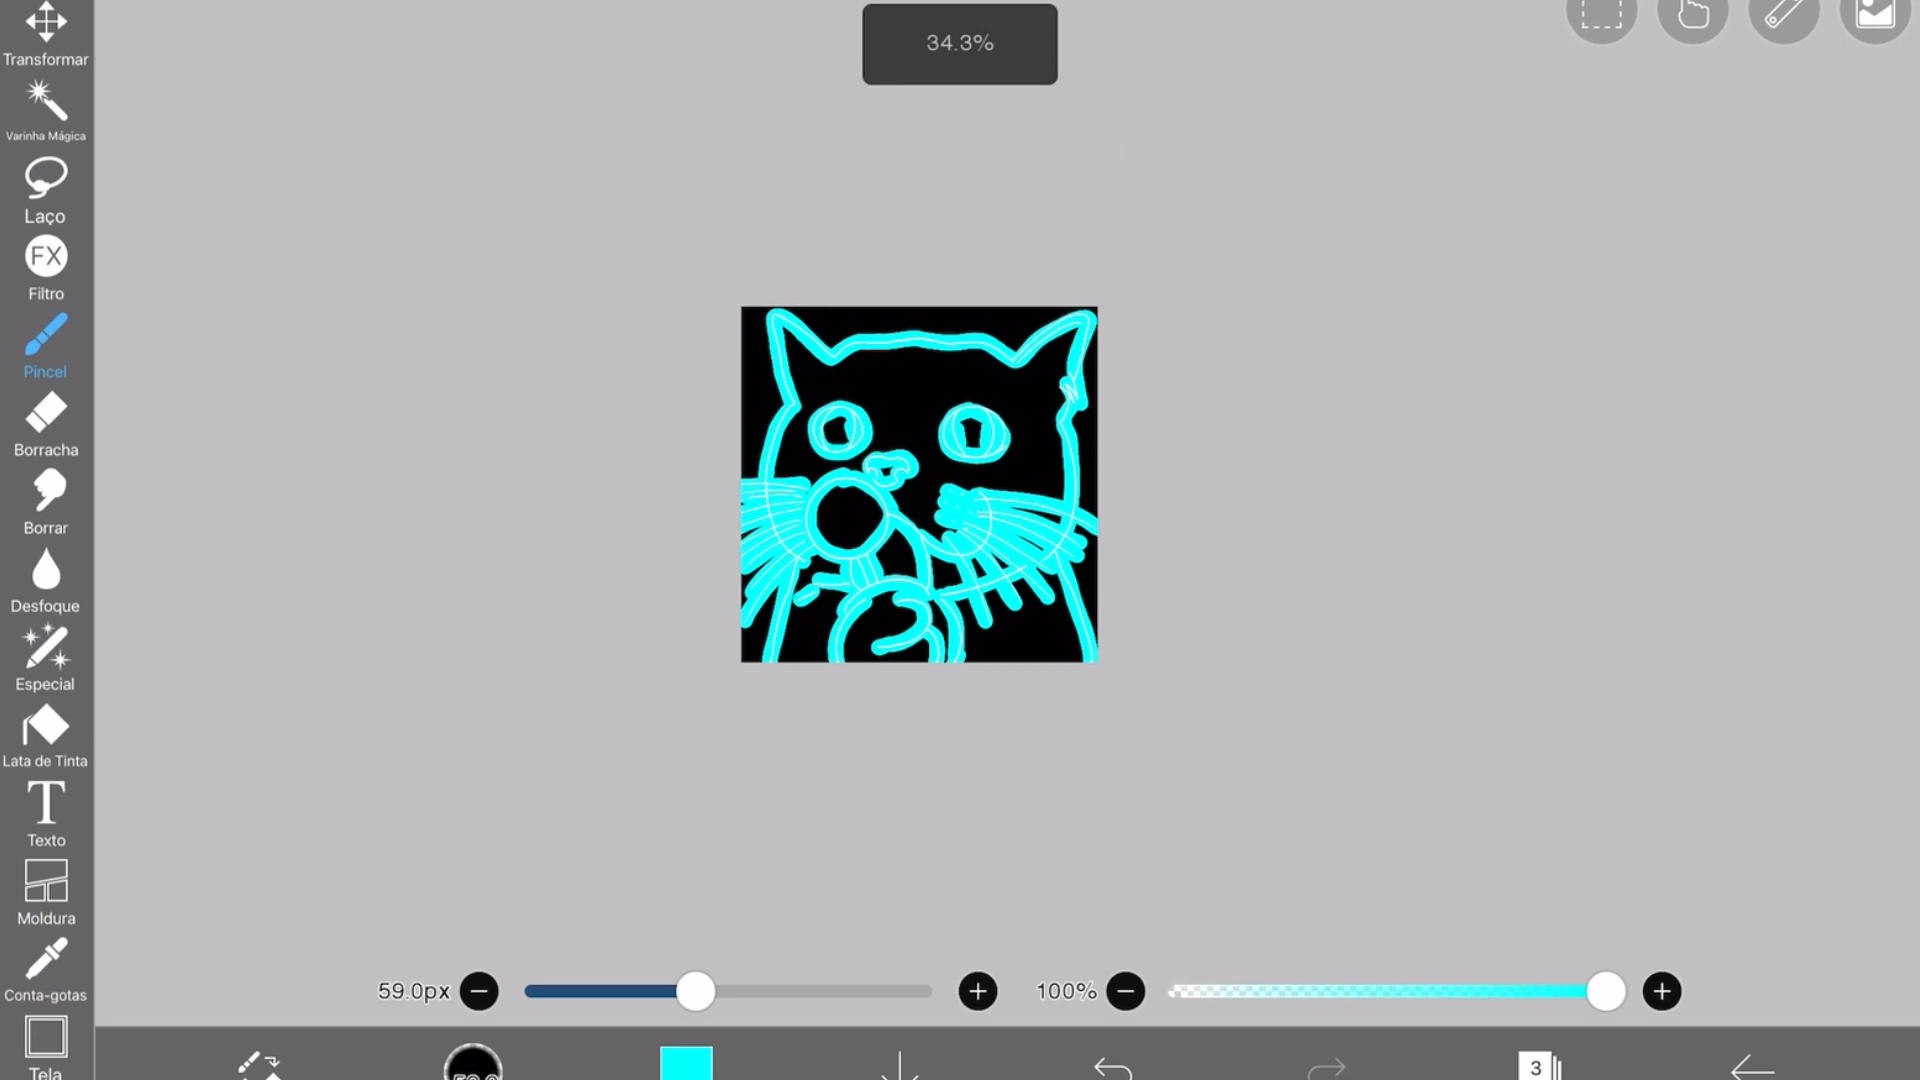 34.3%
Transformar
Varinha Mágica
Laço
FX
Filtro
Pincel
Borracha
Borrar
Desfoque
Especial
Lata de Tinta
T
Texto
Moldura
Conta-gotas
59.0px
100%
Tela
3